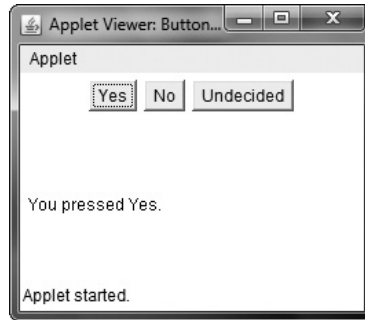 Applet Viewer: Button...
Applet
Yes No Undecided
You pressed Yes.
Applet started.